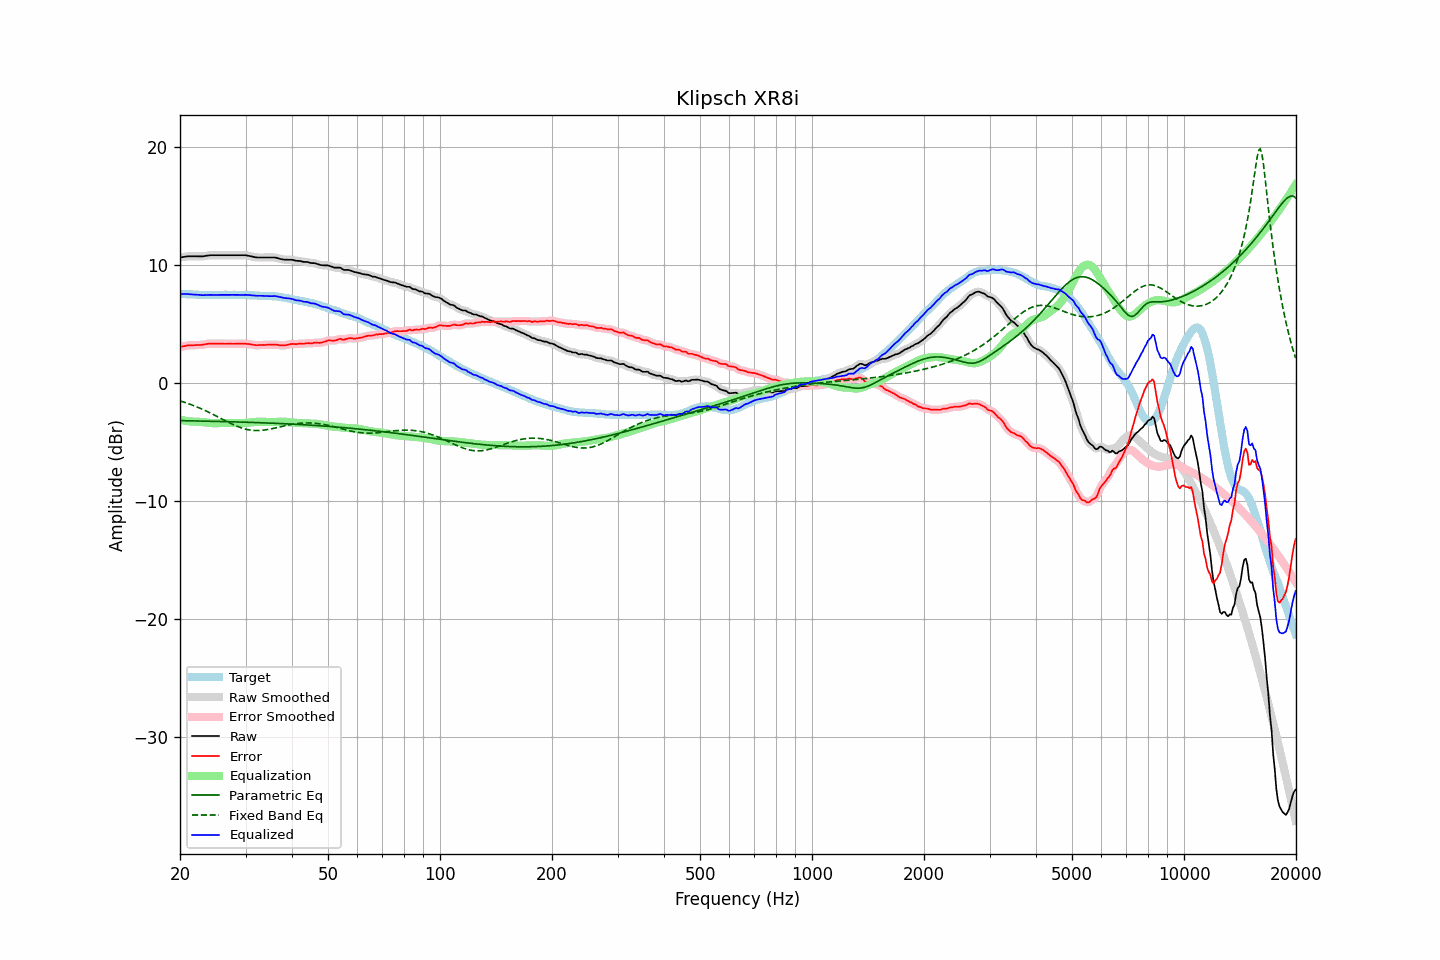 Klipsch XR8i
Amplitude (dBr)
20
10
0
−10
−20
−30
Target
Raw Smoothed
Error Smoothed
Raw
Error
Equalization
Parametric Eq
Fixed Band Eq
Equalized
20 50 100 200 500 1000 2000 5000 10000 20000
Frequency (Hz)